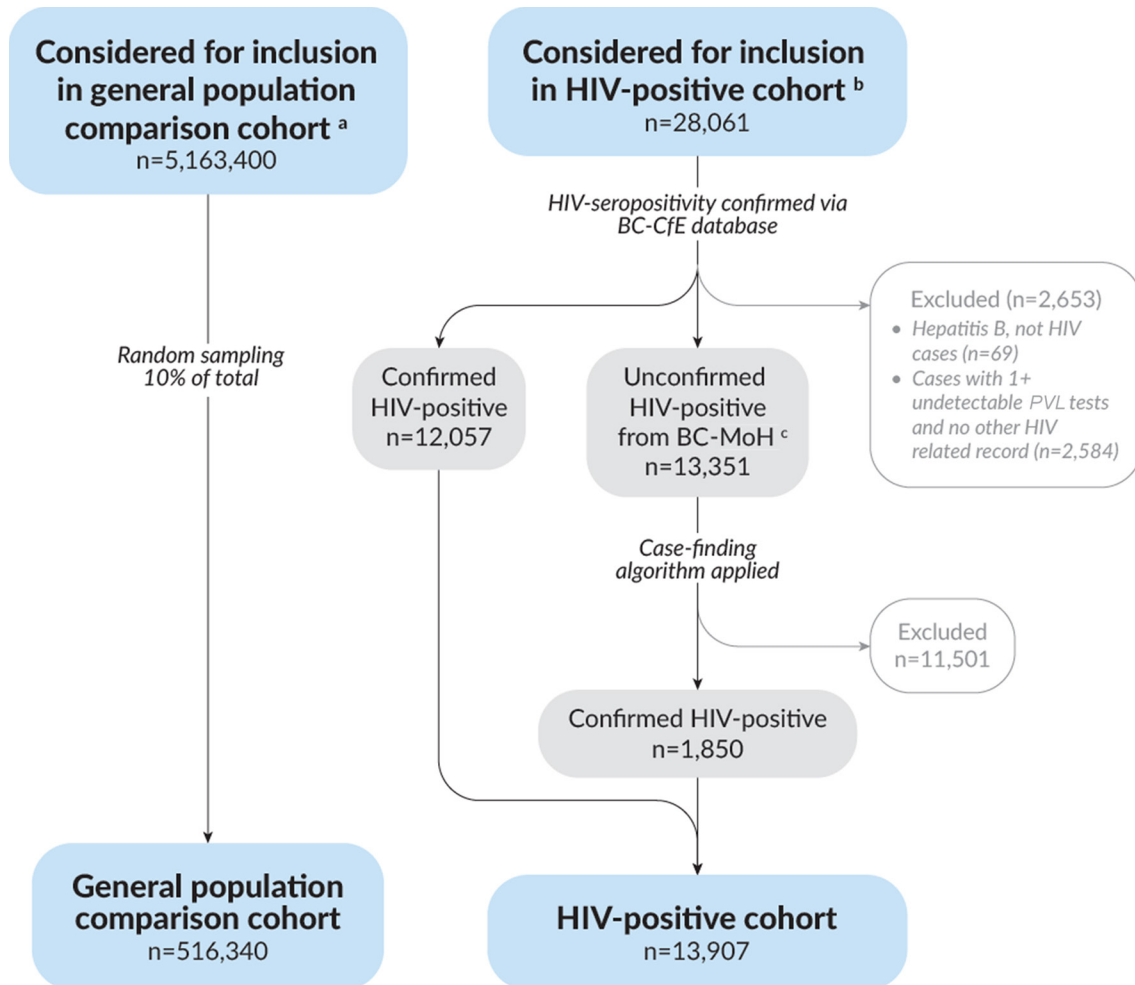 Considered for inclusion
in general population
comparison cohort a
n=5,163,400
Considered for inclusion
in HIV-positive cohort b
n=28,061
HIV-seropositivity confirmed via
BC-CfE database
Excluded (n=2,653)
• Hepatitis B, not HIV
cases (n=69)
• Cases with 1+
undetectable PVL tests
and no other HIV
related record (n=2,584)
Random sampling
10% of total
Confirmed
HIV-positive
n=12,057
Unconfirmed
HIV-positive
from BC-MoH c
n=13,351
Case-finding
algorithm applied
Excluded
n=11,501
Confirmed HIV-positive
n=1,850
General population
comparison cohort
n=516,340
HIV-positive cohort
n=13,907